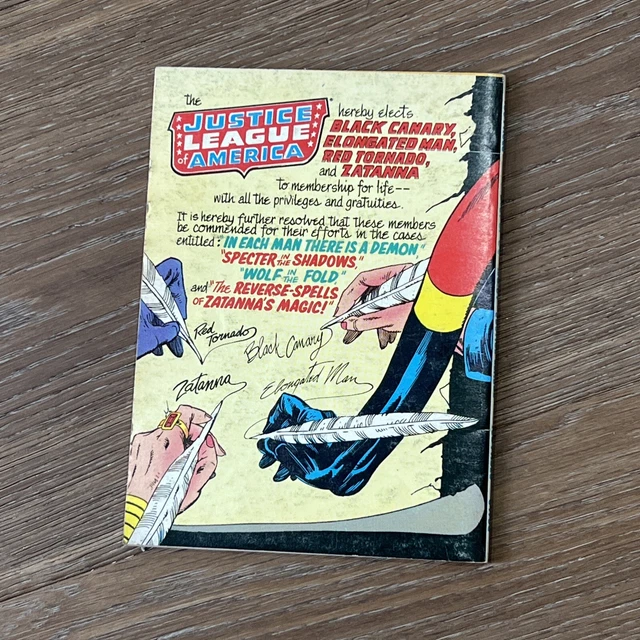 the
JUSTICE
LEAGUE
of AMERICA
hereby elects
BLACK CANARY,
ELONGATED MAN,
RED TORNADO,
and ZATANNA
to membership for life--
with all the privileges and gratuities.
It is hereby further resolved that these members
be commended for their efforts in the cases
entitled: "IN EACH MAN THERE IS A DEMON,"
"SPECTER IN THE SHADOWS,"
"WOLF IN THE FOLD,"
and "THE REVERSE-SPELLS
OF ZATANNA'S MAGIC!"
Red
Tornado
Black Canary
Zatanna
Elongated Man